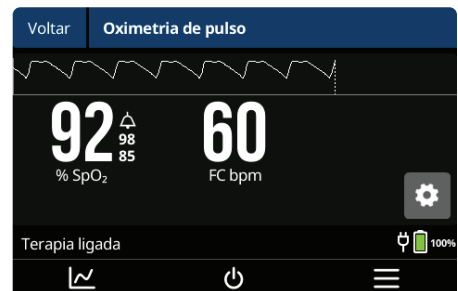 Voltar Oximetria de pulso
92 98 85 60
% SpO₂ FC bpm
Terapia ligada 100%